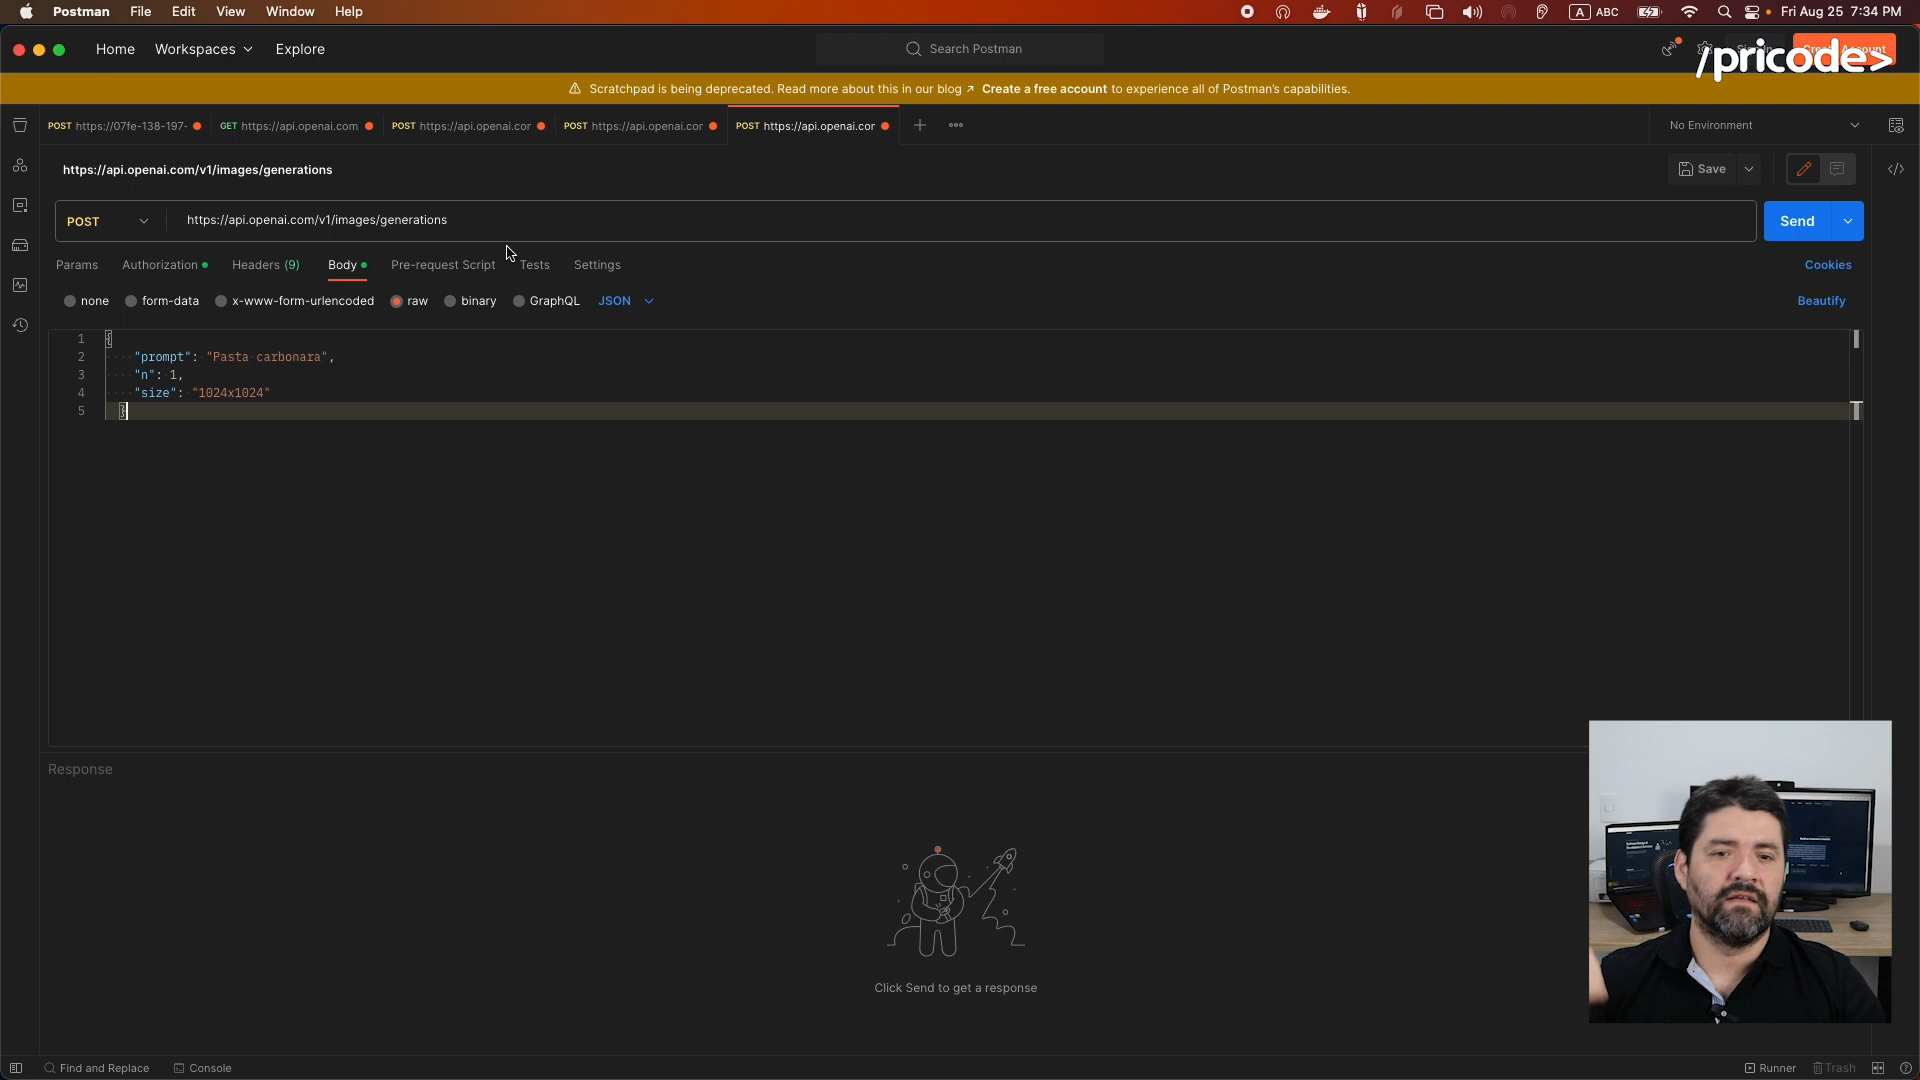 Postman File Edit View Window Help
A ABC Fri Aug 25 7:34 PM
Home Workspaces Explore
Search Postman
/pricode>
Scratchpad is being deprecated. Read more about this in our blog ↗ Create a free account to experience all of Postman's capabilities.
POST https://07fe-138-197- GET https://api.openai.com POST https://api.openai.cor POST https://api.openai.cor POST https://api.openai.cor
No Environment
https://api.openai.com/v1/images/generations
Save
POST https://api.openai.com/v1/images/generations
Send
Params Authorization Headers (9) Body Pre-request Script Tests Settings
Cookies
none form-data x-www-form-urlencoded raw binary GraphQL JSON
Beautify
1 {
2 "prompt": "Pasta carbonara",
3 "n": 1,
4 "size": "1024x1024"
5 }
Response
Click Send to get a response
Find and Replace Console
Runner Trash